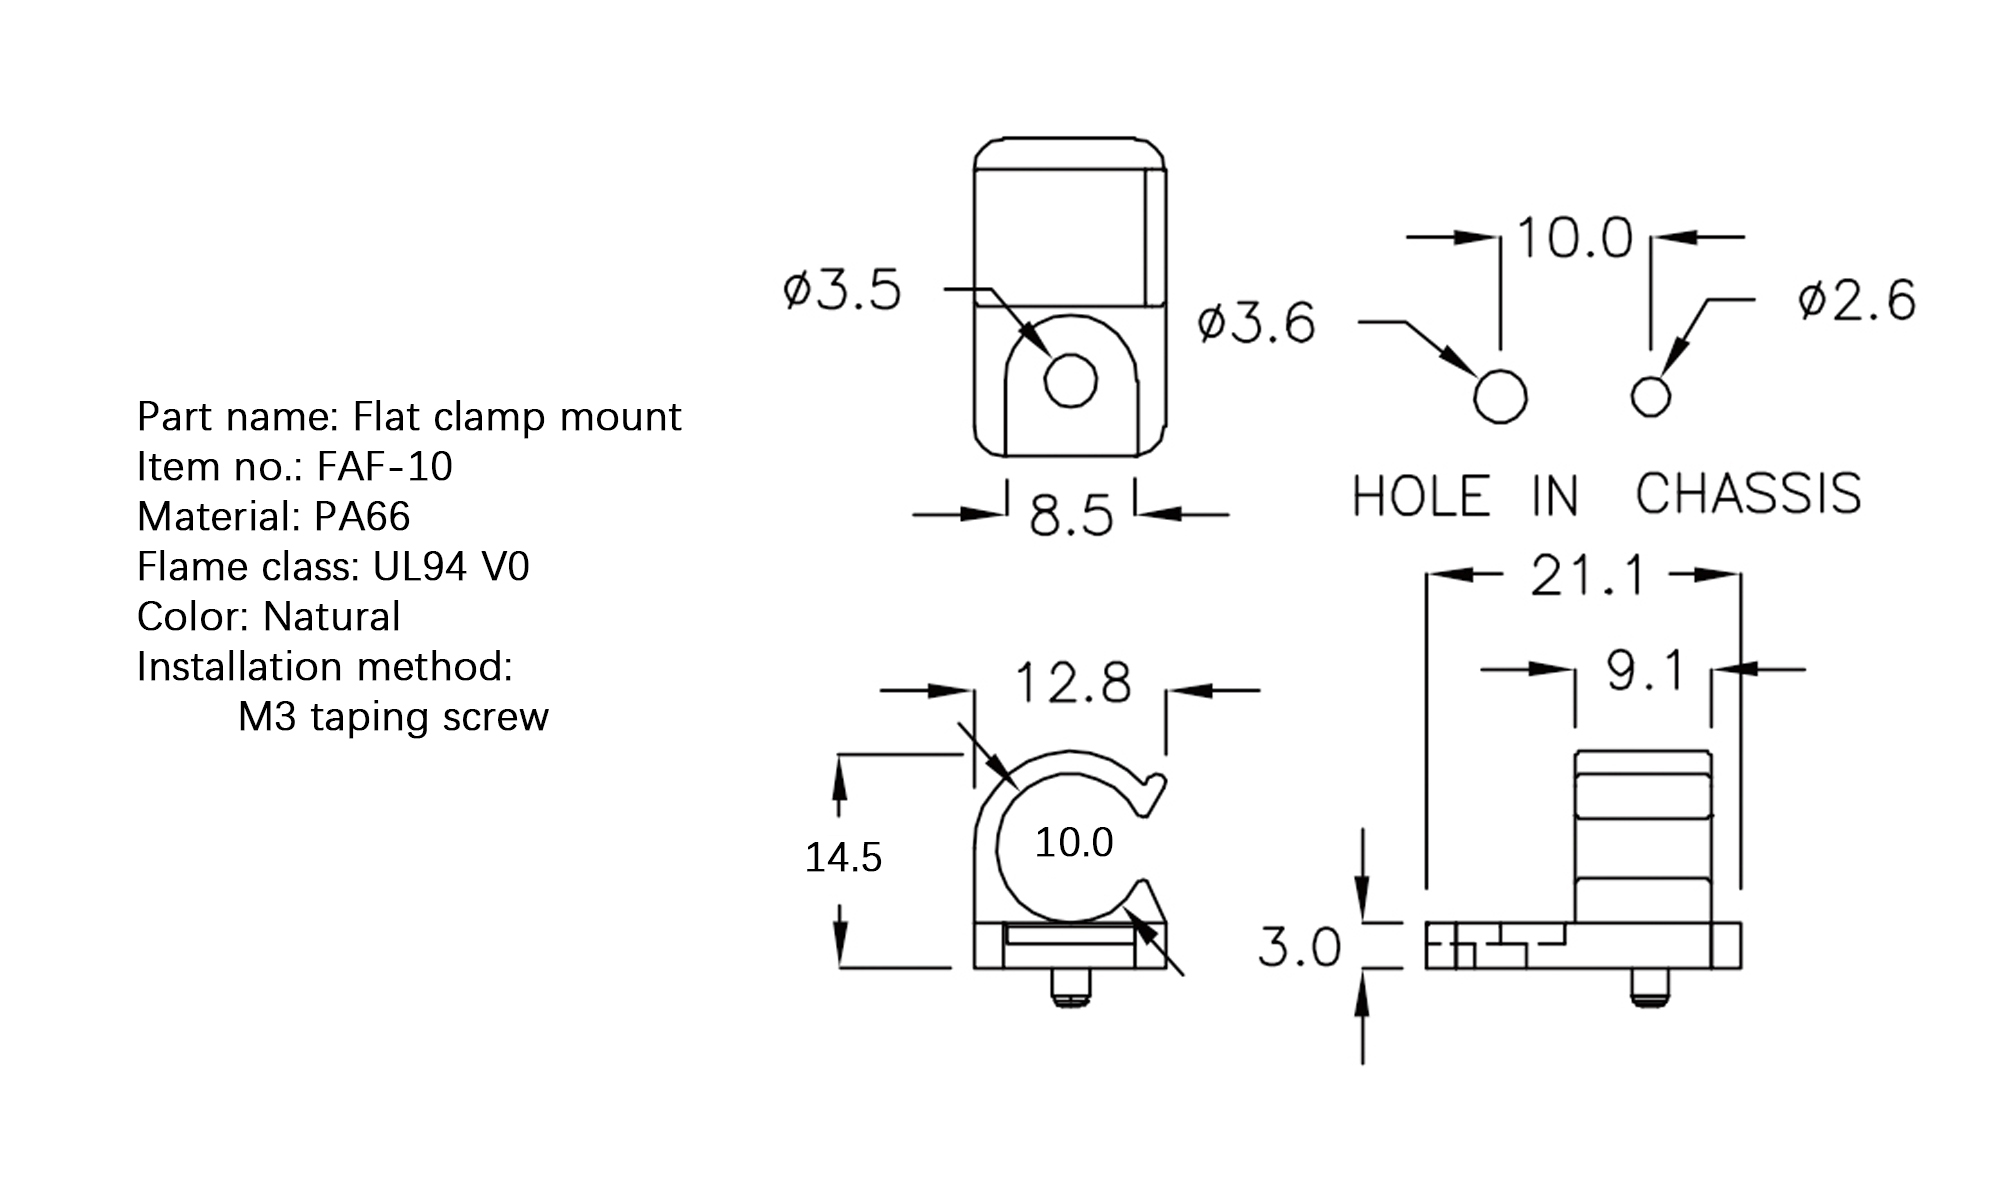 Part name: Flat clamp mount
Item no.: FAF-10
Material: PA66
Flame class: UL94 V0
Color: Natural
Installation method:
M3 taping screw
ø3.5
8.5
10.0
ø3.6
ø2.6
HOLE IN CHASSIS
12.8
14.5
10.0
21.1
9.1
3.0